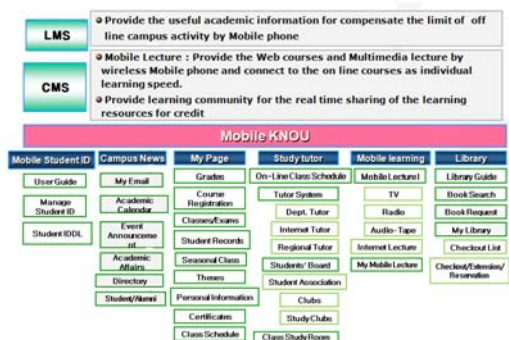 LMS
Provide the useful academic information for compensate the limit of off
line campus activity by Mobile phone
CMS
Mobile Lecture : Provide the Web courses and Multimedia lecture by
wireless Mobile phone and connect to the on line courses as individual
learning speed.
Provide learning community for the real time sharing of the learning
resources for credit
Mobile KNOU
Mobile Student ID
User Guide
Manage
Student ID
Student IDDL
Campus News
My Email
Academic
Calendar
Event
Announceme
nt
Academic
Affairs
Directory
Student/Alumni
My Page
Grades
Course
Registration
Classes/Exams
Student Records
Seasonal Class
Theses
Personal Information
Certificates
Class Schedule
Study tutor
On-Line Class Schedule
Tutor System
Dept. Tutor
Internet Tutor
Regional Tutor
Students' Board
Student Association
Clubs
Study Clubs
Class Study Room
Mobile learning
Mobile Lecture1
TV
Radio
Audio-Tape
Internet Lecture
My Mobile Lecture
Library
Library Guide
Book Search
Book Request
My Library
Checkout List
Checkout/Extension/
Reservation